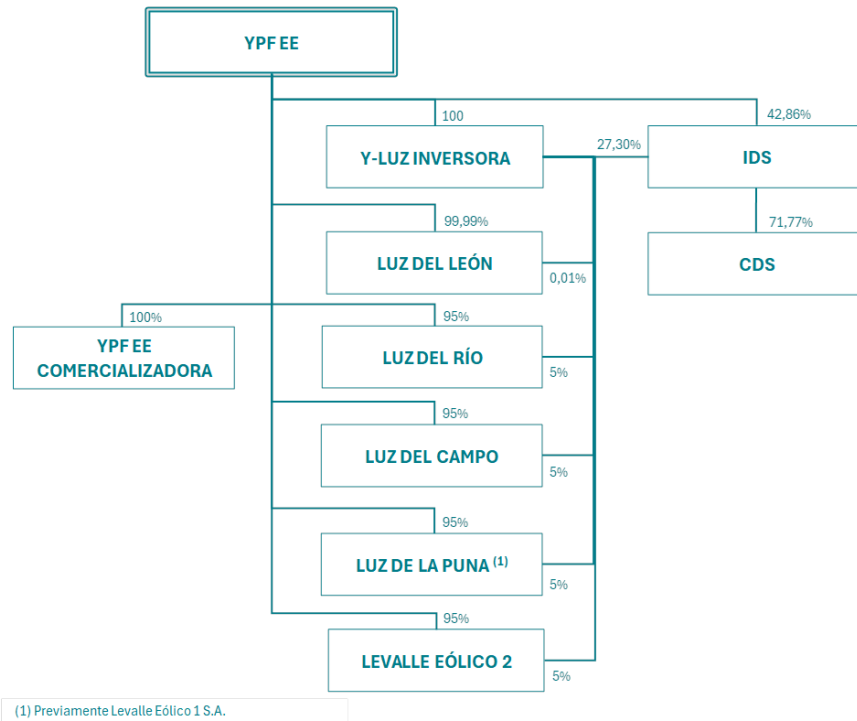 YPF EE
100
42,86%
Y-LUZ INVERSORA
27,30%
IDS
99,99%
71,77%
LUZ DEL LEÓN
0,01%
CDS
100%
95%
YPF EE
COMERCIALIZADORA
LUZ DEL RÍO
5%
95%
LUZ DEL CAMPO
5%
95%
LUZ DE LA PUNA (1)
5%
95%
LEVALLE EÓLICO 2
5%
(1) Previamente Levalle Eólico 1 S.A.